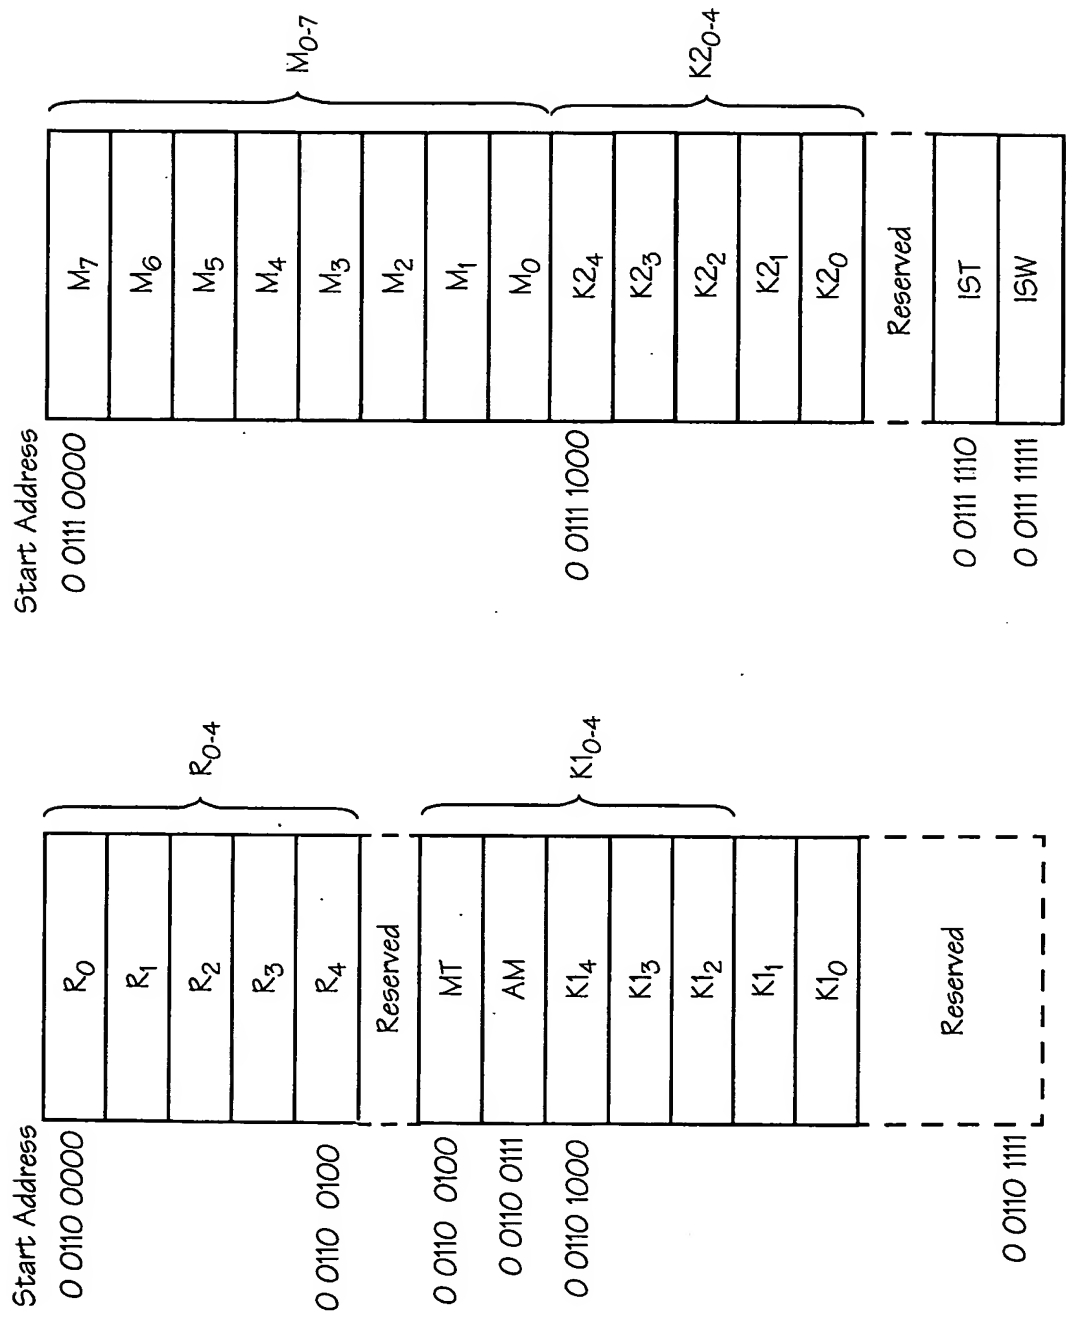 Start Address
0 0110 0000
R0
R1
R2
R3
0 0110 0100
R4
R0-4
Reserved
0 0110 0100
MT
0 0110 0111
AM
0 0110 1000
K14
K13
K12
K11
K10
K10-4
Reserved
0 0110 1111
Start Address
0 0111 0000
M7
M6
M5
M4
M3
M2
M1
M0
M0-7
0 0111 1000
K24
K23
K22
K21
K20
K20-4
Reserved
0 0111 1110
IST
0 0111 11111
ISW